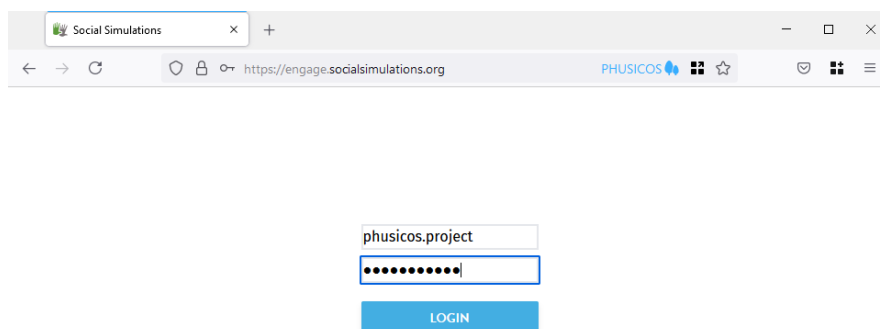 Social Simulations
https://engage.socialsimulations.org PHUSICOS
phusicos.project
●●●●●●●●●●●
LOGIN